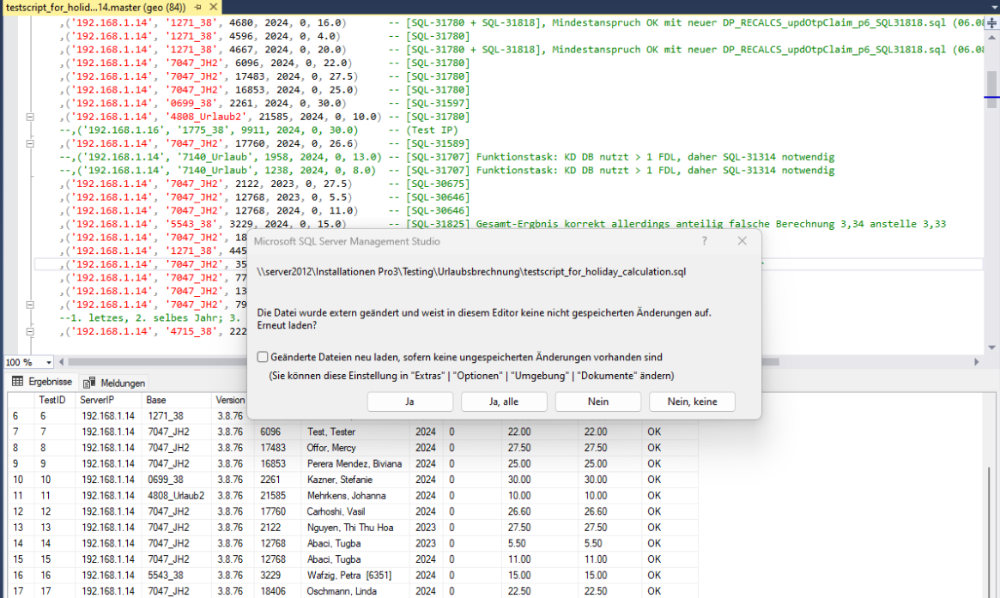 testscript_for_holid...14.master (geo (84))
,('192.168.1.14', '1271_38', 4680, 2024, 0, 16.0) -- [SQL-31780 + SQL-31818], Mindestanspruch OK mit neuer DP_RECALCS_updOtpClaim_p6_SQL31818.sql (06.08
,('192.168.1.14', '1271_38', 4596, 2024, 0, 4.0) -- [SQL-31780]
,('192.168.1.14', '1271_38', 4667, 2024, 0, 20.0) -- [SQL-31780 + SQL-31818], Mindestanspruch OK mit neuer DP_RECALCS_updOtpClaim_p6_SQL31818.sql (06.08
,('192.168.1.14', '7047_JH2', 6096, 2024, 0, 22.0) -- [SQL-31780]
,('192.168.1.14', '7047_JH2', 17483, 2024, 0, 27.5) -- [SQL-31780]
,('192.168.1.14', '7047_JH2', 16853, 2024, 0, 25.0) -- [SQL-31780]
,('192.168.1.14', '0699_38', 2261, 2024, 0, 30.0) -- [SQL-31597]
,('192.168.1.14', '4808_Urlaub2', 21585, 2024, 0, 10.0) -- [SQL-31780]
--,('192.168.1.16', '1775_38', 9911, 2024, 0, 30.0) -- (Test IP)
,('192.168.1.14', '7047_JH2', 17760, 2024, 0, 26.6) -- [SQL-31589]
--,('192.168.1.14', '7140_Urlaub', 1958, 2024, 0, 13.0) -- [SQL-31707] Funktionstask: KD DB nutzt > 1 FDL, daher SQL-31314 notwendig
--,('192.168.1.14', '7140_Urlaub', 1238, 2024, 0, 8.0) -- [SQL-31707] Funktionstask: KD DB nutzt > 1 FDL, daher SQL-31314 notwendig
,('192.168.1.14', '7047_JH2', 2122, 2023, 0, 27.5) -- [SQL-30675]
,('192.168.1.14', '7047_JH2', 12768, 2023, 0, 5.5) -- [SQL-30646]
,('192.168.1.14', '7047_JH2', 12768, 2024, 0, 11.0) -- [SQL-30646]
,('192.168.1.14', '5543_38', 3229, 2024, 0, 15.0) -- [SQL-31825] Gesamt-Ergbnis korrekt allerdings anteilig falsche Berechnung 3,34 anstelle 3,33
,('192.168.1.14', '7047_JH2', 18
,('192.168.1.14', '1271_38', 445
,('192.168.1.14', '7047_JH2', 35
,('192.168.1.14', '7047_JH2', 77
,('192.168.1.14', '7047_JH2', 13
,('192.168.1.14', '7047_JH2', 79
--1. letzes, 2. selbes Jahr; 3.
,('192.168.1.14', '4715_38', 222
Microsoft SQL Server Management Studio
\\server2012\Installationen Pro3\Testing\Urlaubsbrechnung\testscript_for_holiday_calculation.sql
Die Datei wurde extern geändert und weist in diesem Editor keine nicht gespeicherten Änderungen auf.
Erneut laden?
Geänderte Dateien neu laden, sofern keine ungespeicherten Änderungen vorhanden sind
(Sie können diese Einstellung in "Extras" | "Optionen" | "Umgebung" | "Dokumente" ändern)
Ja Ja, alle Nein Nein, keine
100 %
Ergebnisse Meldungen
TestID ServerIP Base Version
6 6 192.168.1.14 1271_38 3.8.76
7 7 192.168.1.14 7047_JH2 3.8.76 6096 Test, Tester 2024 0 22.00 22.00 OK
8 8 192.168.1.14 7047_JH2 3.8.76 17483 Offor, Mercy 2024 0 27.50 27.50 OK
9 9 192.168.1.14 7047_JH2 3.8.76 16853 Perera Mendez, Biviana 2024 0 25.00 25.00 OK
10 10 192.168.1.14 0699_38 3.8.76 2261 Kazner, Stefanie 2024 0 30.00 30.00 OK
11 11 192.168.1.14 4808_Urlaub2 3.8.76 21585 Mehrkens, Johanna 2024 0 10.00 10.00 OK
12 12 192.168.1.14 7047_JH2 3.8.76 17760 Carhoshi, Vasil 2024 0 26.60 26.60 OK
13 13 192.168.1.14 7047_JH2 3.8.76 2122 Nguyen, Thi Thu Hoa 2023 0 27.50 27.50 OK
14 14 192.168.1.14 7047_JH2 3.8.76 12768 Abaci, Tugba 2023 0 5.50 5.50 OK
15 15 192.168.1.14 7047_JH2 3.8.76 12768 Abaci, Tugba 2024 0 11.00 11.00 OK
16 16 192.168.1.14 5543_38 3.8.76 3229 Wafzig, Petra [6351] 2024 0 15.00 15.00 OK
17 17 192.168.1.14 7047_JH2 3.8.76 18406 Oschmann, Linda 2024 0 22.50 22.50 OK